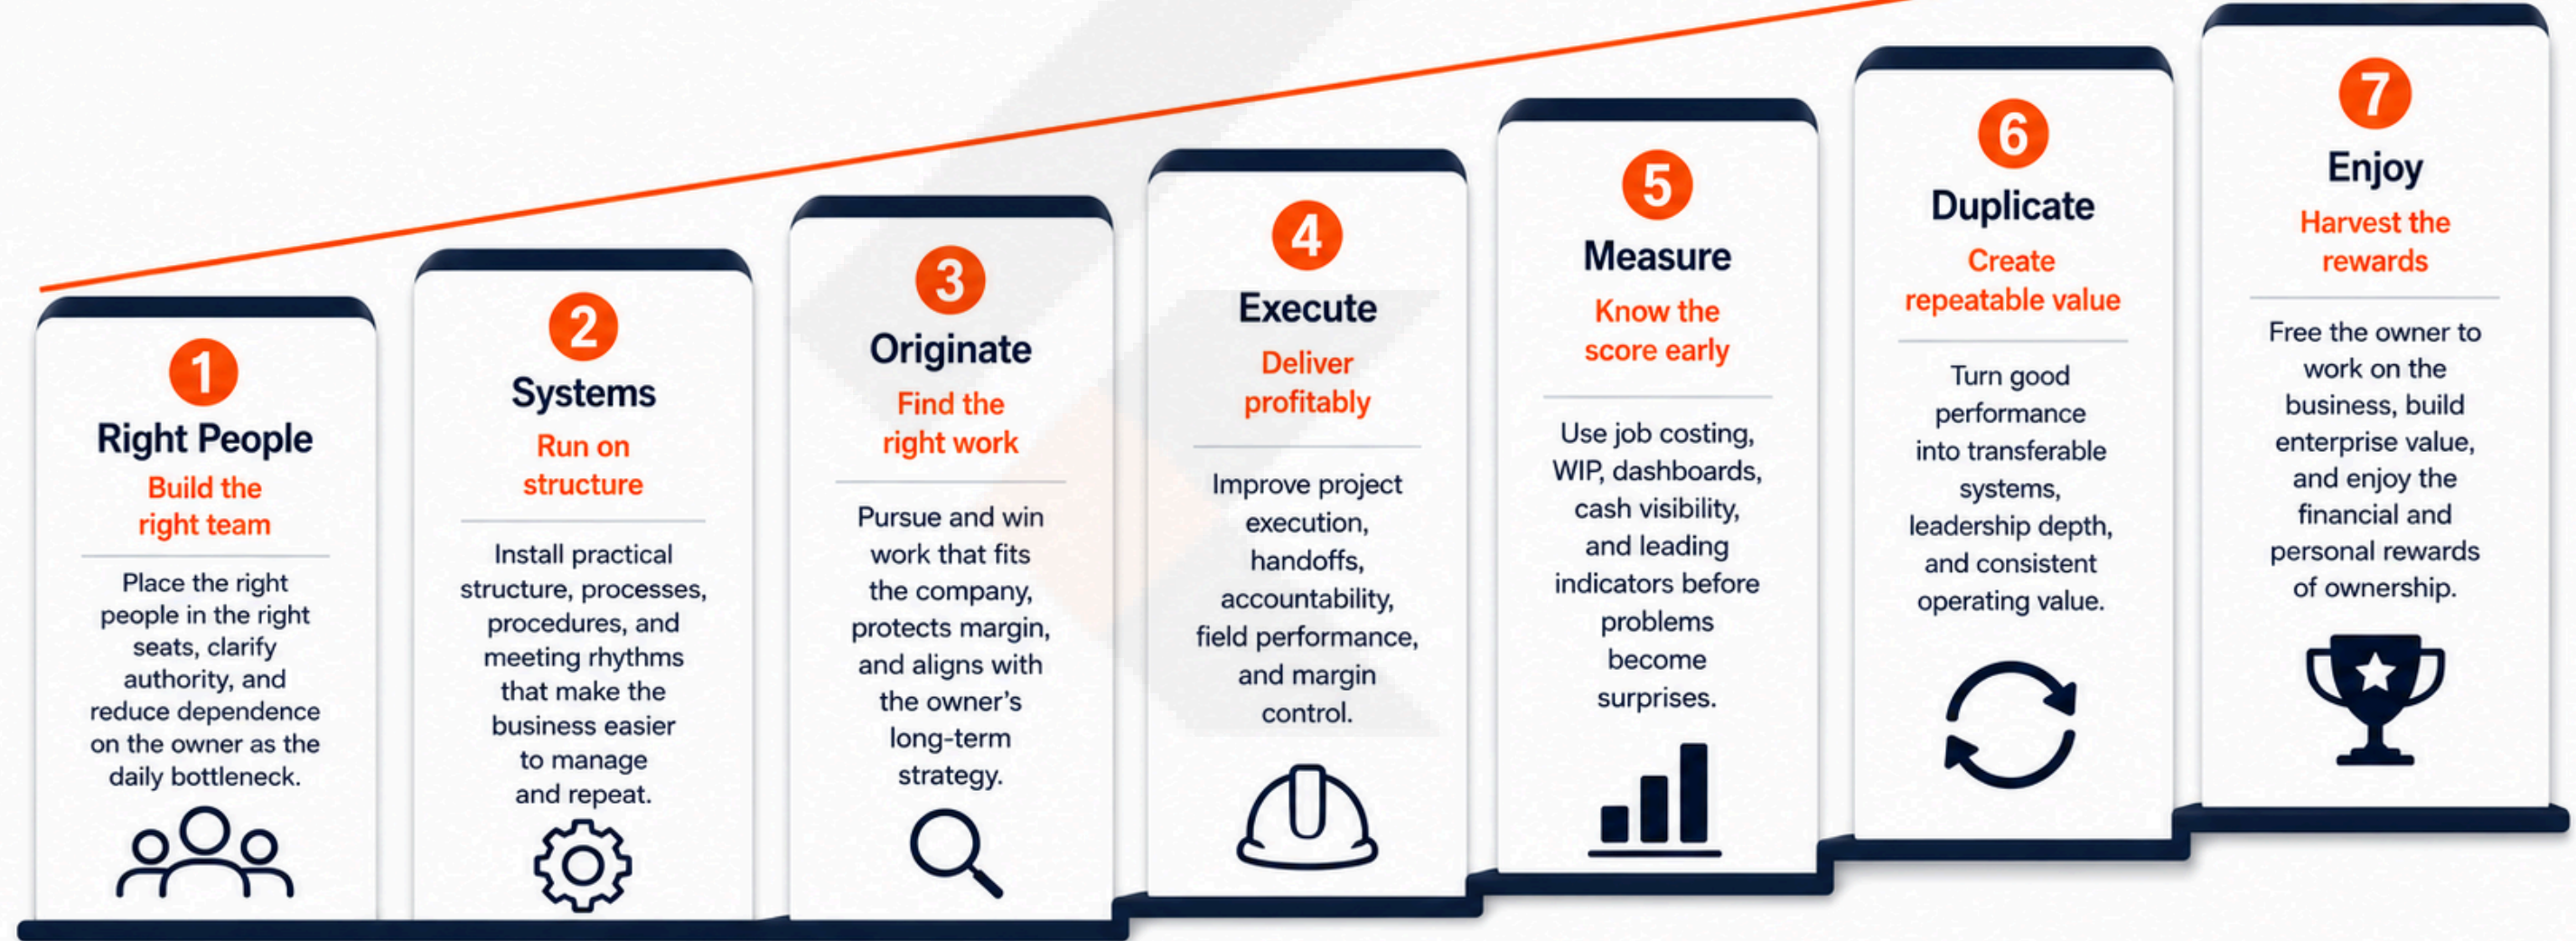 1
Right People
Build the
right team
Place the right
people in the right
seats, clarify
authority, and
reduce dependence
on the owner as the
daily bottleneck.
2
Systems
Run on
structure
Install practical
structure, processes,
procedures, and
meeting rhythms
that make the
business easier
to manage
and repeat.
3
Originate
Find the
right work
Pursue and win
work that fits
the company,
protects margin,
and aligns with
the owner’s
long-term
strategy.
4
Execute
Deliver
profitably
Improve project
execution,
handoffs,
accountability,
field performance,
and margin
control.
5
Measure
Know the
score early
Use job costing,
WIP, dashboards,
cash visibility,
and leading
indicators before
problems
become
surprises.
6
Duplicate
Create
repeatable value
Turn good
performance
into transferable
systems,
leadership depth,
and consistent
operating value.
7
Enjoy
Harvest the
rewards
Free the owner to
work on the
business, build
enterprise value,
and enjoy the
financial and
personal rewards
of ownership.